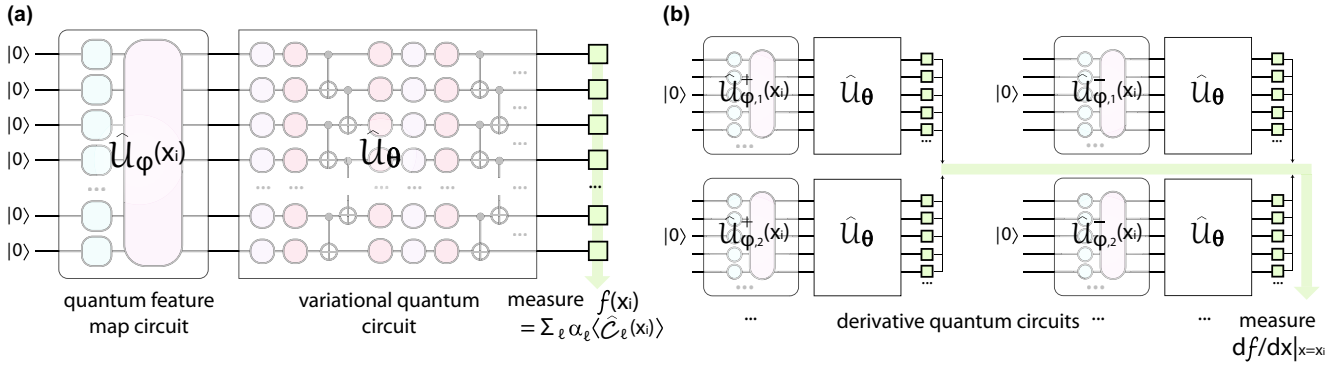 (a)
|0⟩
|0⟩
|0⟩
|0⟩
...
|0⟩
|0⟩
Û_φ(x_i)
Û_θ
...
...
...
...
...
...
...
...
quantum feature
map circuit
variational quantum
circuit
measure f(x_i)
= Σ_ℓ α_ℓ⟨Ĉ_ℓ(x_i)⟩
(b)
|0⟩ Û⁺_φ,1(x_i) Û_θ
... ...
|0⟩ Û⁻_φ,1(x_i) Û_θ
... ...
|0⟩ Û⁺_φ,2(x_i) Û_θ
... ...
|0⟩ Û⁻_φ,2(x_i) Û_θ
... ...
... derivative quantum circuits ... ...
measure
df/dx|x=x_i